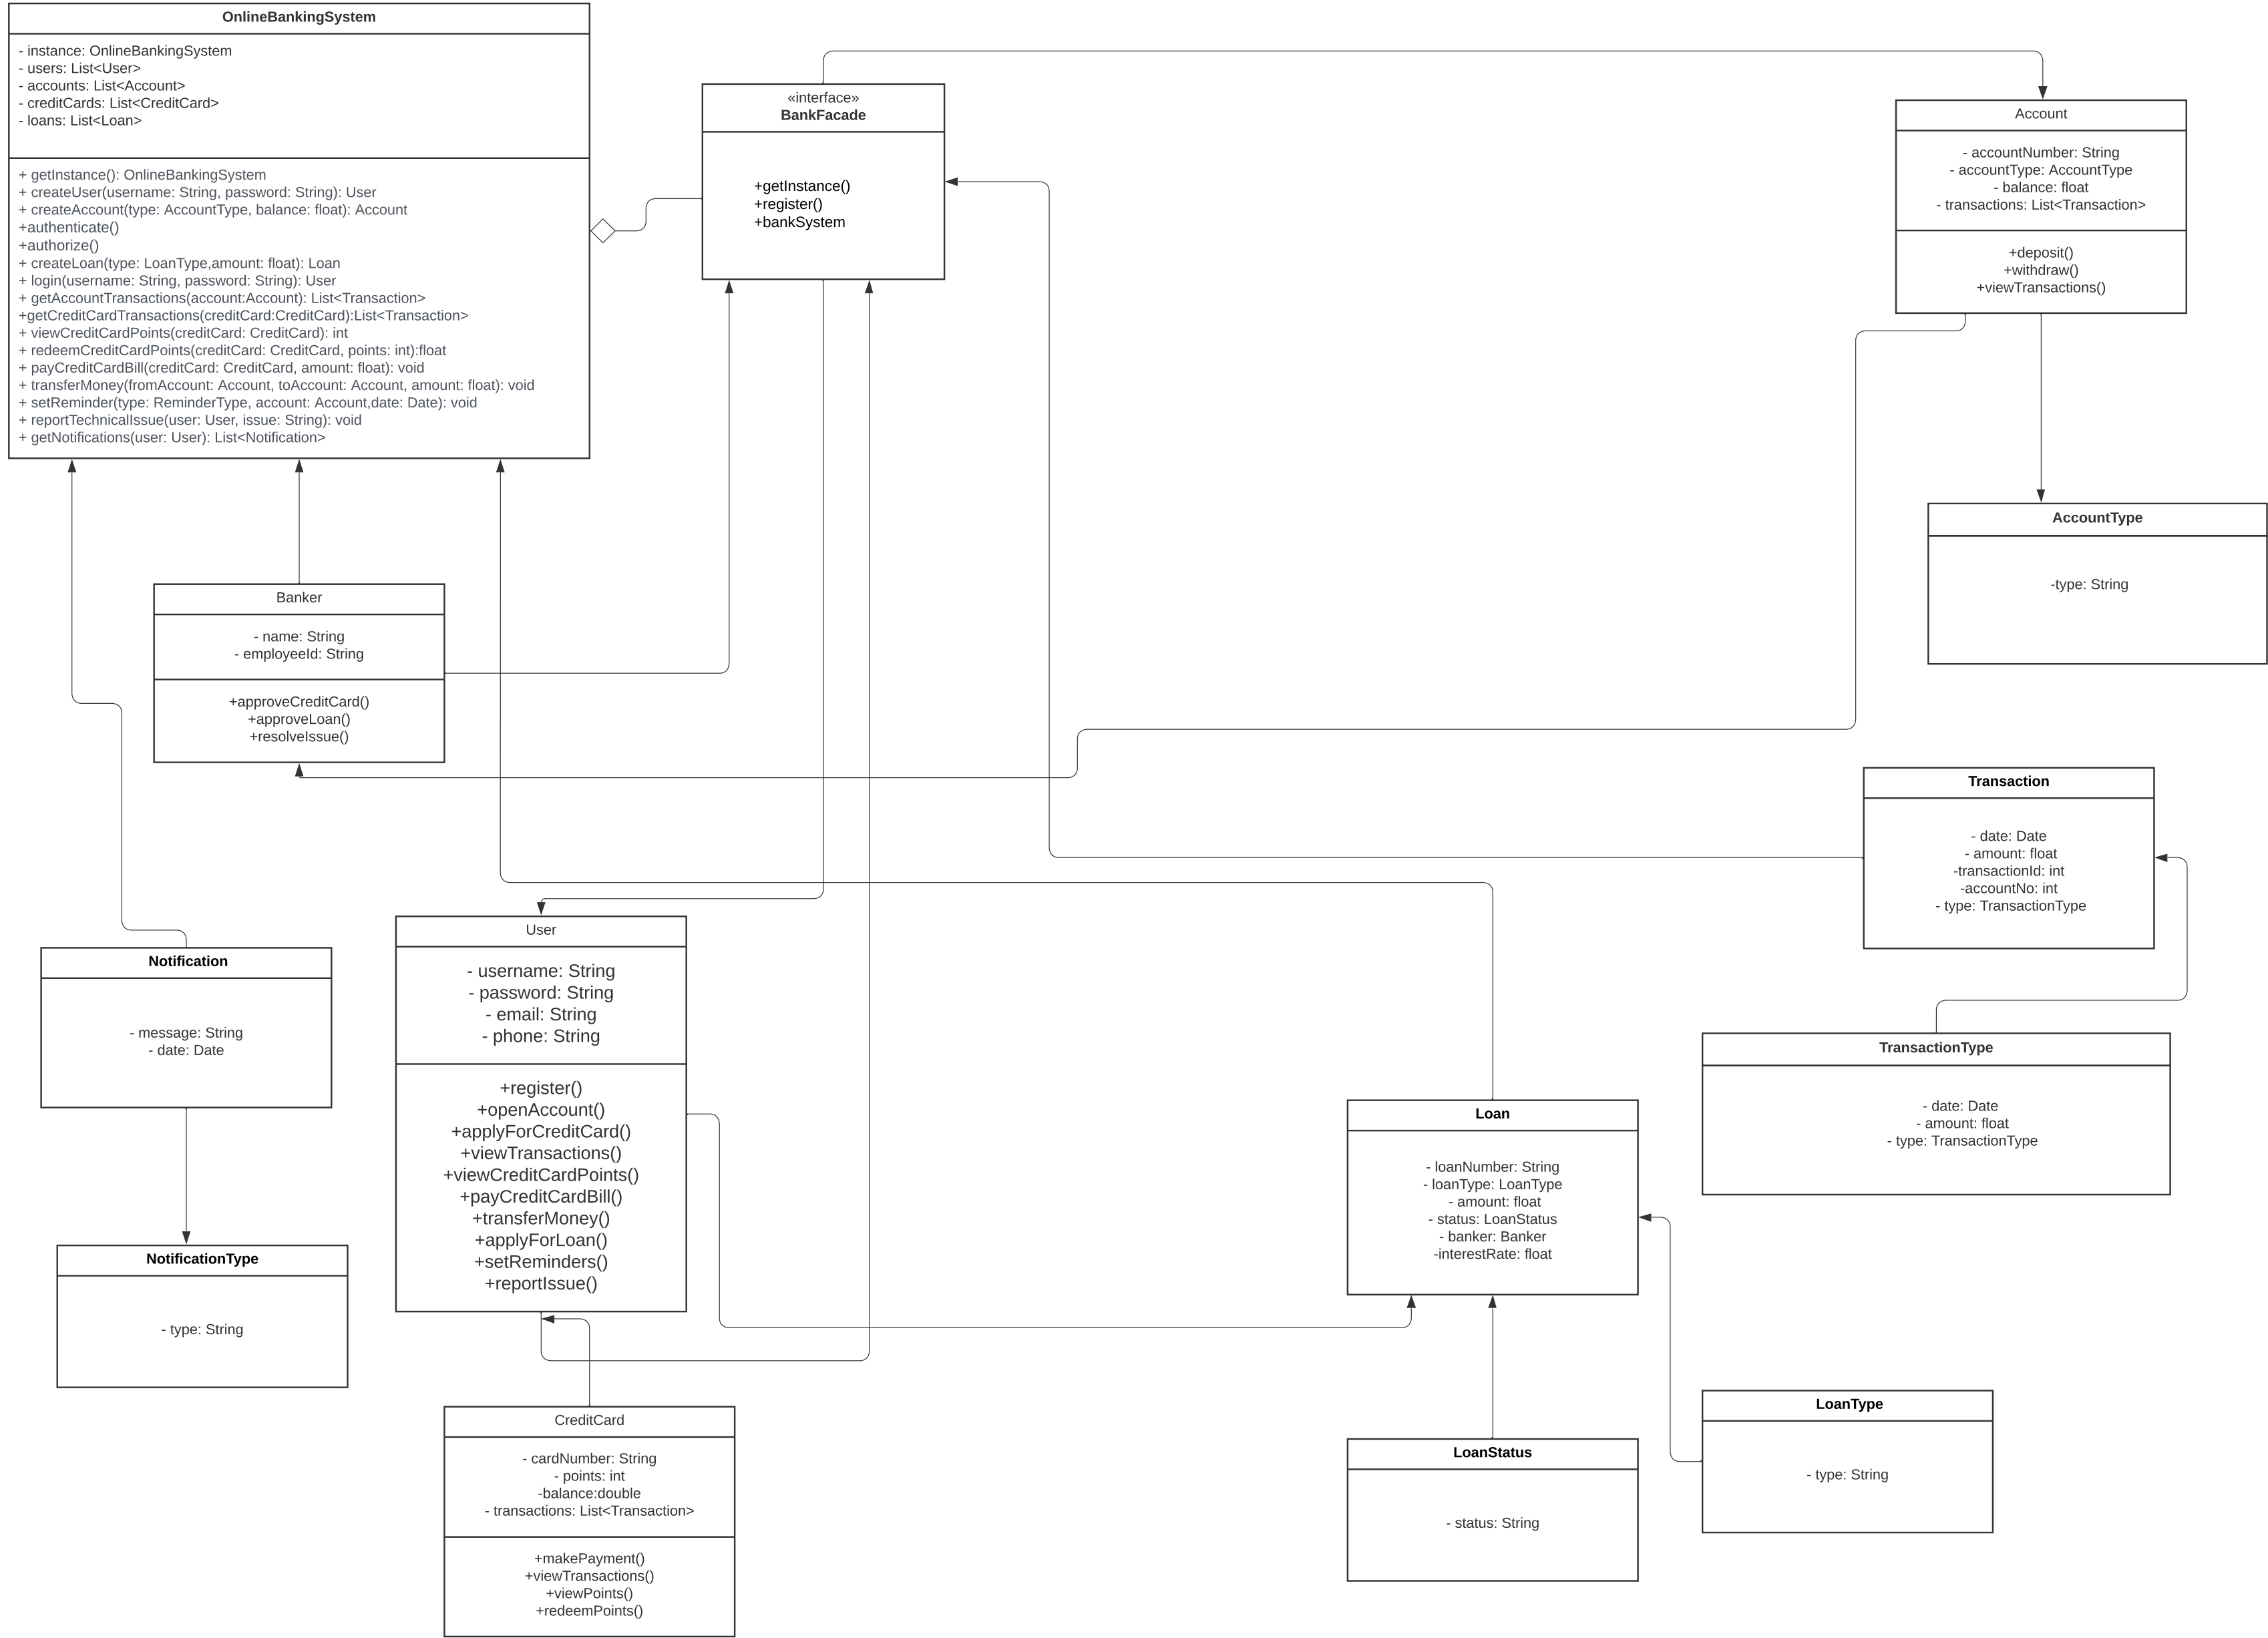 OnlineBankingSystem
- instance: OnlineBankingSystem
- users: List<User>
- accounts: List<Account>
- creditCards: List<CreditCard>
- loans: List<Loan>
+ getInstance(): OnlineBankingSystem
+ createUser(username: String, password: String): User
+ createAccount(type: AccountType, balance: float): Account
+authenticate()
+authorize()
+ createLoan(type: LoanType,amount: float): Loan
+ login(username: String, password: String): User
+ getAccountTransactions(account:Account): List<Transaction>
+getCreditCardTransactions(creditCard:CreditCard):List<Transaction>
+ viewCreditCardPoints(creditCard: CreditCard): int
+ redeemCreditCardPoints(creditCard: CreditCard, points: int):float
+ payCreditCardBill(creditCard: CreditCard, amount: float): void
+ transferMoney(fromAccount: Account, toAccount: Account, amount: float): void
+ setReminder(type: ReminderType, account: Account,date: Date): void
+ reportTechnicalIssue(user: User, issue: String): void
+ getNotifications(user: User): List<Notification>
«interface»
BankFacade
+getInstance()
+register()
+bankSystem
Account
- accountNumber: String
- accountType: AccountType
- balance: float
- transactions: List<Transaction>
+deposit()
+withdraw()
+viewTransactions()
AccountType
-type: String
Banker
- name: String
- employeeId: String
+approveCreditCard()
+approveLoan()
+resolveIssue()
Transaction
- date: Date
- amount: float
-transactionId: int
-accountNo: int
- type: TransactionType
Notification
- message: String
- date: Date
User
- username: String
- password: String
- email: String
- phone: String
+register()
+openAccount()
+applyForCreditCard()
+viewTransactions()
+viewCreditCardPoints()
+payCreditCardBill()
+transferMoney()
+applyForLoan()
+setReminders()
+reportIssue()
TransactionType
- date: Date
- amount: float
- type: TransactionType
Loan
- loanNumber: String
- loanType: LoanType
- amount: float
- status: LoanStatus
- banker: Banker
-interestRate: float
NotificationType
- type: String
CreditCard
- cardNumber: String
- points: int
-balance:double
- transactions: List<Transaction>
+makePayment()
+viewTransactions()
+viewPoints()
+redeemPoints()
LoanStatus
- status: String
LoanType
- type: String